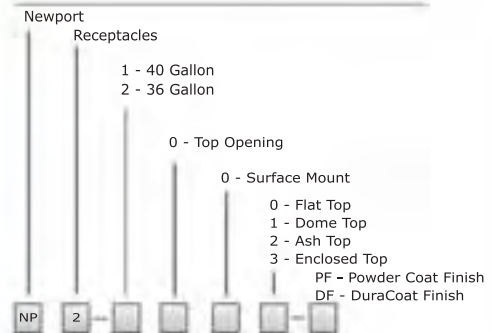 Newport
Receptacles
1 - 40 Gallon
2 - 36 Gallon
0 - Top Opening
0 - Surface Mount
0 - Flat Top
1 - Dome Top
2 - Ash Top
3 - Enclosed Top
PF – Powder Coat Finish
DF - DuraCoat Finish
NP 2 - -